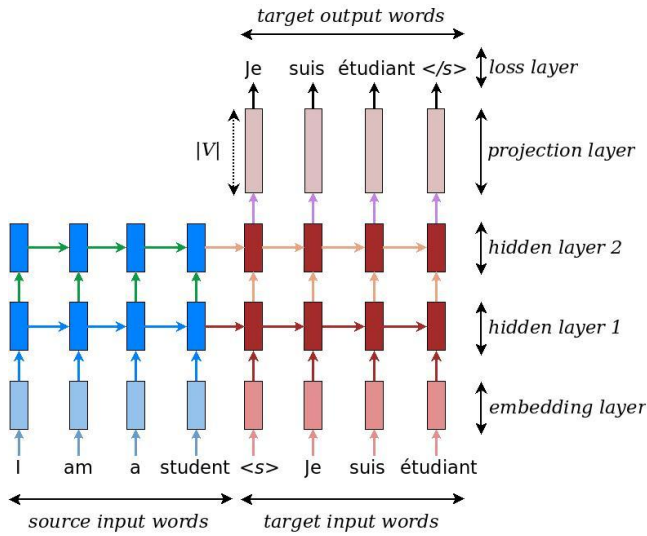 target output words
Je suis étudiant </s>
loss layer
|V|
projection layer
hidden layer 2
hidden layer 1
embedding layer
I am a student <s> Je suis étudiant
source input words
target input words